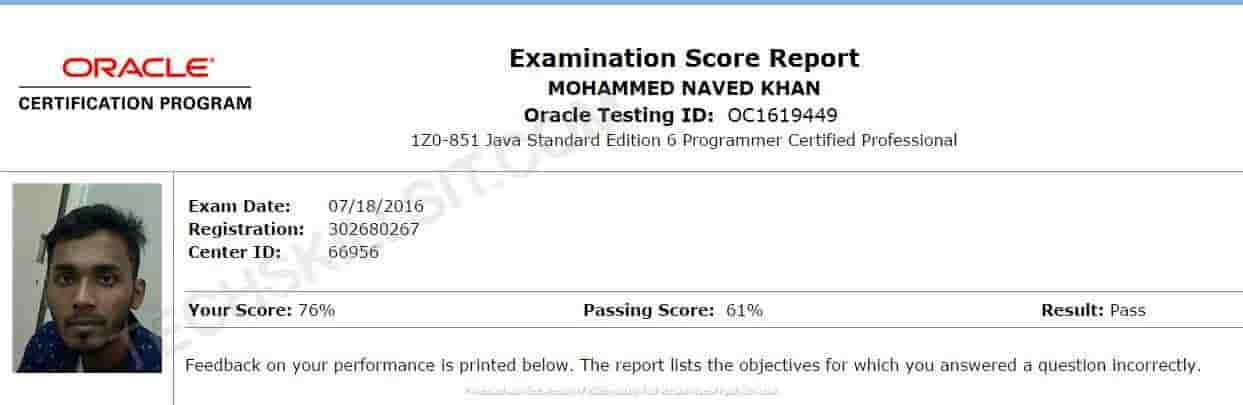 ORACLE
CERTIFICATION PROGRAM
Examination Score Report
MOHAMMED NAVED KHAN
Oracle Testing ID: OC1619449
1Z0-851 Java Standard Edition 6 Programmer Certified Professional
Exam Date: 07/18/2016
Registration: 302680267
Center ID: 66956
Your Score: 76% Passing Score: 61% Result: Pass
Feedback on your performance is printed below. The report lists the objectives for which you answered a question incorrectly.